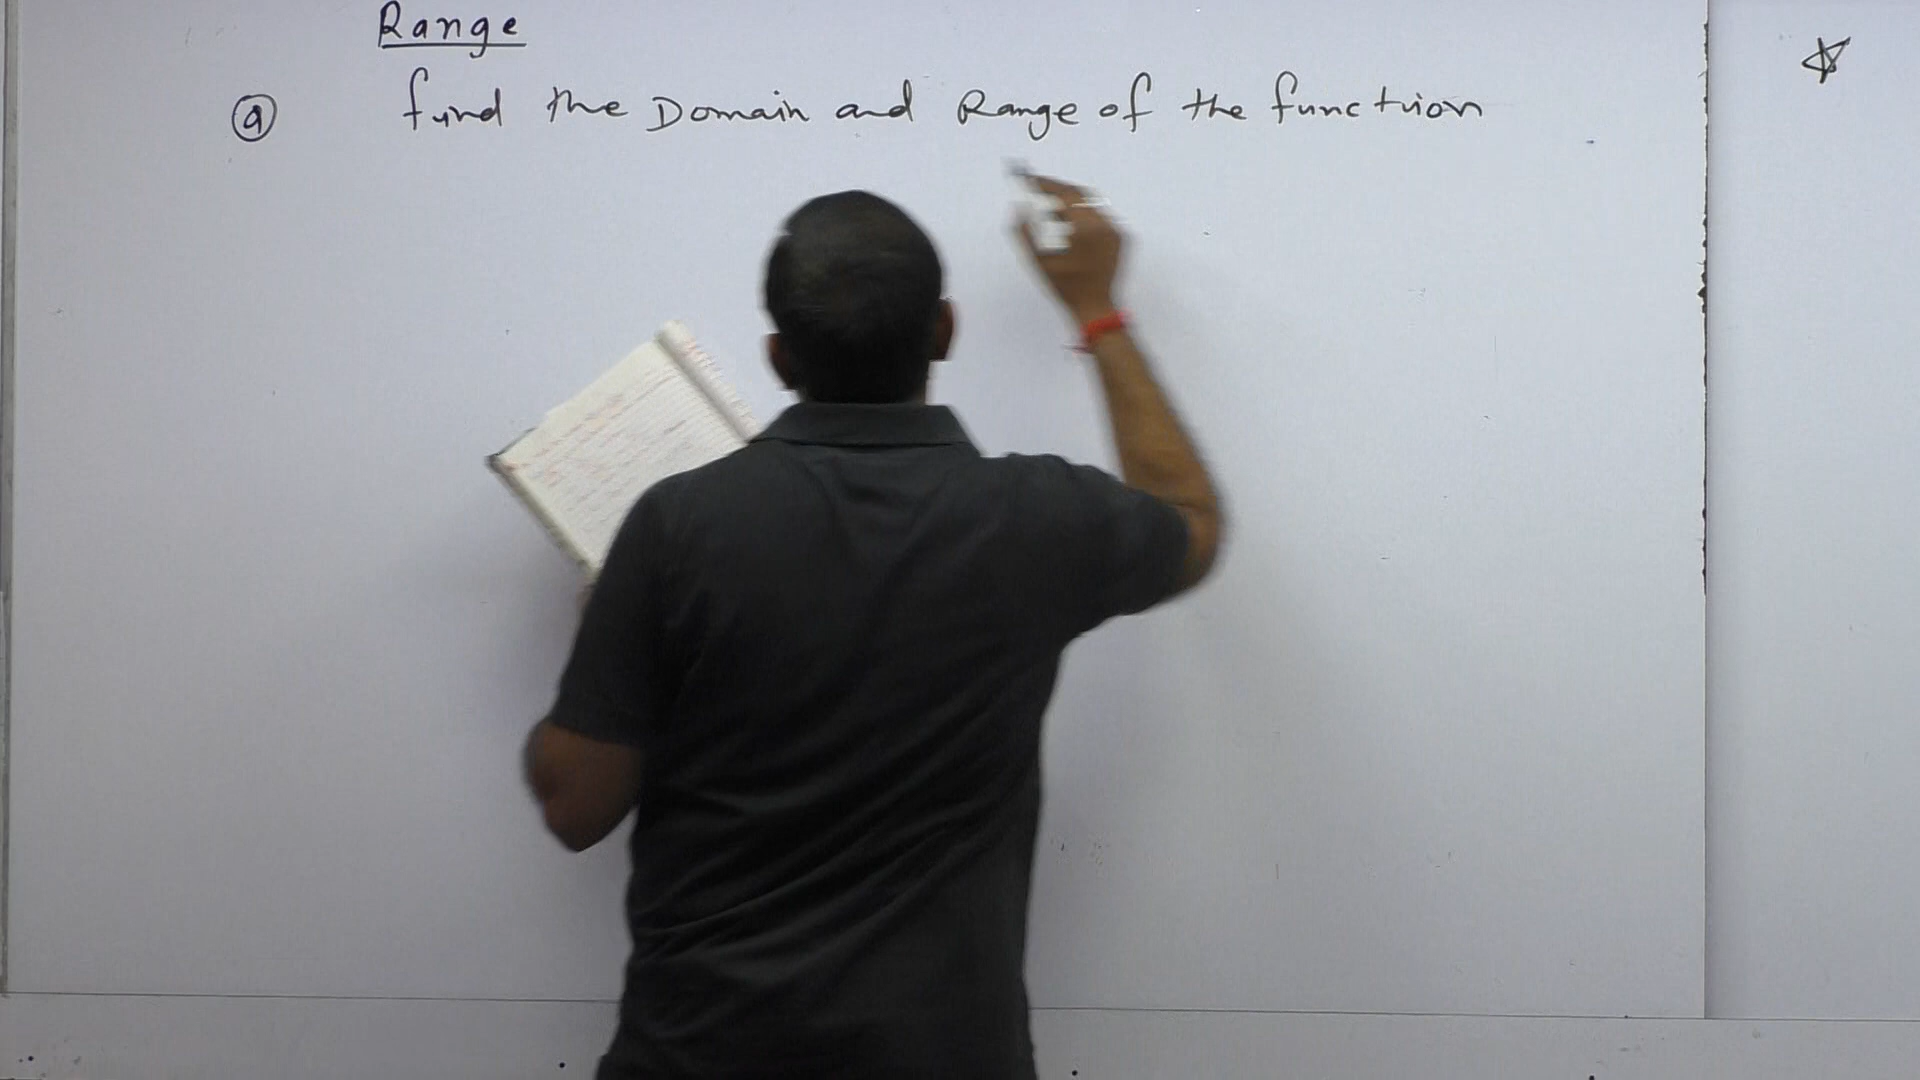 Range
a find the Domain and Range of the function